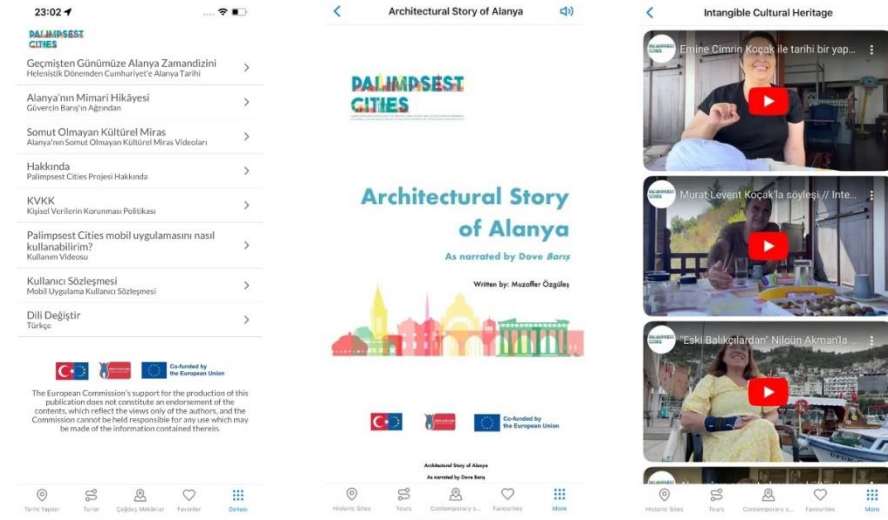 23:02
PALIMPSEST
CITIES
Geçmişten Günümüze Alanya Zamandizini
Helenistik Dönemden Cumhuriyet'e Alanya Tarihi
Alanya'nın Mimari Hikâyesi
Güvercin Barış'ın Ağzından
Somut Olmayan Kültürel Miras
Alanya'nın Somut Olmayan Kültürel Miras Videoları
Hakkında
Palimpsest Cities Projesi Hakkında
KVKK
Kişisel Verilerin Korunması Politikası
Palimpsest Cities mobil uygulamasını nasıl
kullanabilirim?
Kullanım Videosu
Kullanıcı Sözleşmesi
Mobil Uygulama Kullanıcı Sözleşmesi
Dili Değiştir
Türkçe
Co-funded by
the European Union
The European Commission's support for the production of this
publication does not constitute an endorsement of the
contents, which reflect the views only of the authors, and the
Commission cannot be held responsible for any use which may
be made of the information contained therein.
Tarihi Yapılar Turlar Çağdaş Mekânlar Favoriler Dahası
Architectural Story of Alanya
PALIMPSEST
CITIES
Architectural Story
of Alanya
As narrated by Dove Barış
Written by: Muzaffer Özgüleş
Co-funded by
the European Union
Architectural Story of Alanya
As narrated by Dove Barış
Historic Sites Tours Contemporary s... Favourites More
Intangible Cultural Heritage
Emine Cimrin Koçak ile tarihi bir yap...
Murat Levent Koçak'la söyleşi // Inte...
"Eski Balıkçılardan" Nilgün Akman'la ...
Historic Sites Tours Contemporary s... Favourites More